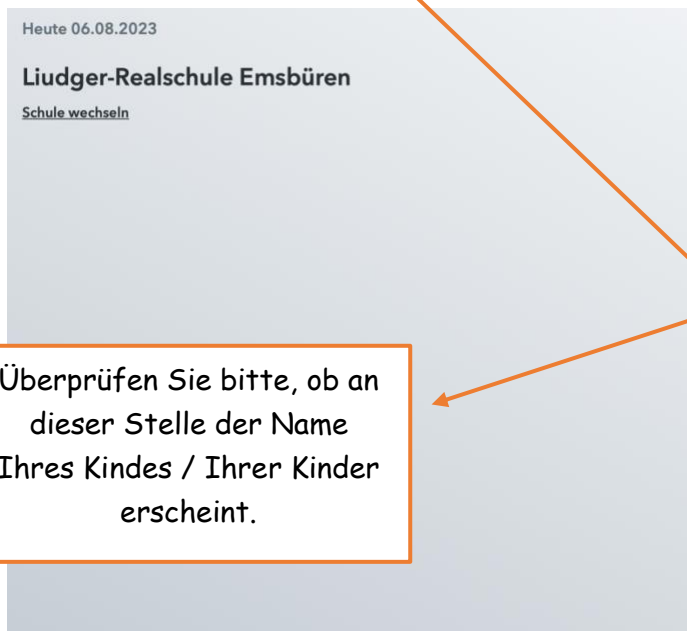 Heute 06.08.2023
Liudger-Realschule Emsbüren
Schule wechseln
Überprüfen Sie bitte, ob an
dieser Stelle der Name
Ihres Kindes / Ihrer Kinder
erscheint.